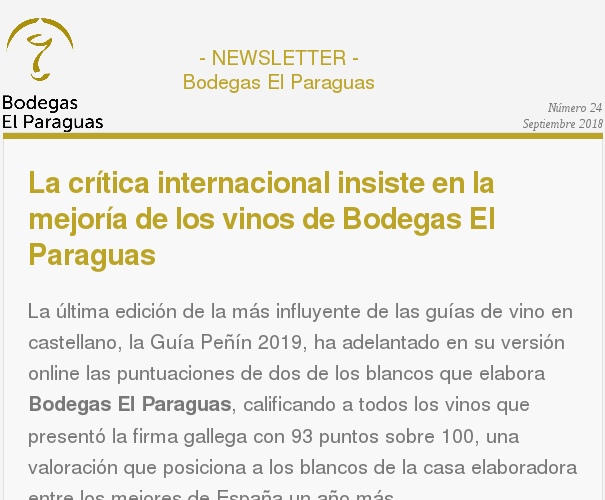 - NEWSLETTER -
Bodegas El Paraguas
Bodegas
El Paraguas
Número 24
Septiembre 2018
La crítica internacional insiste en la
mejoría de los vinos de Bodegas El
Paraguas
La última edición de la más influyente de las guías de vino en
castellano, la Guía Peñín 2019, ha adelantado en su versión
online las puntuaciones de dos de los blancos que elabora
Bodegas El Paraguas, calificando a todos los vinos que
presentó la firma gallega con 93 puntos sobre 100, una
valoración que posiciona a los blancos de la casa elaboradora
entre los mejores de España un año más.